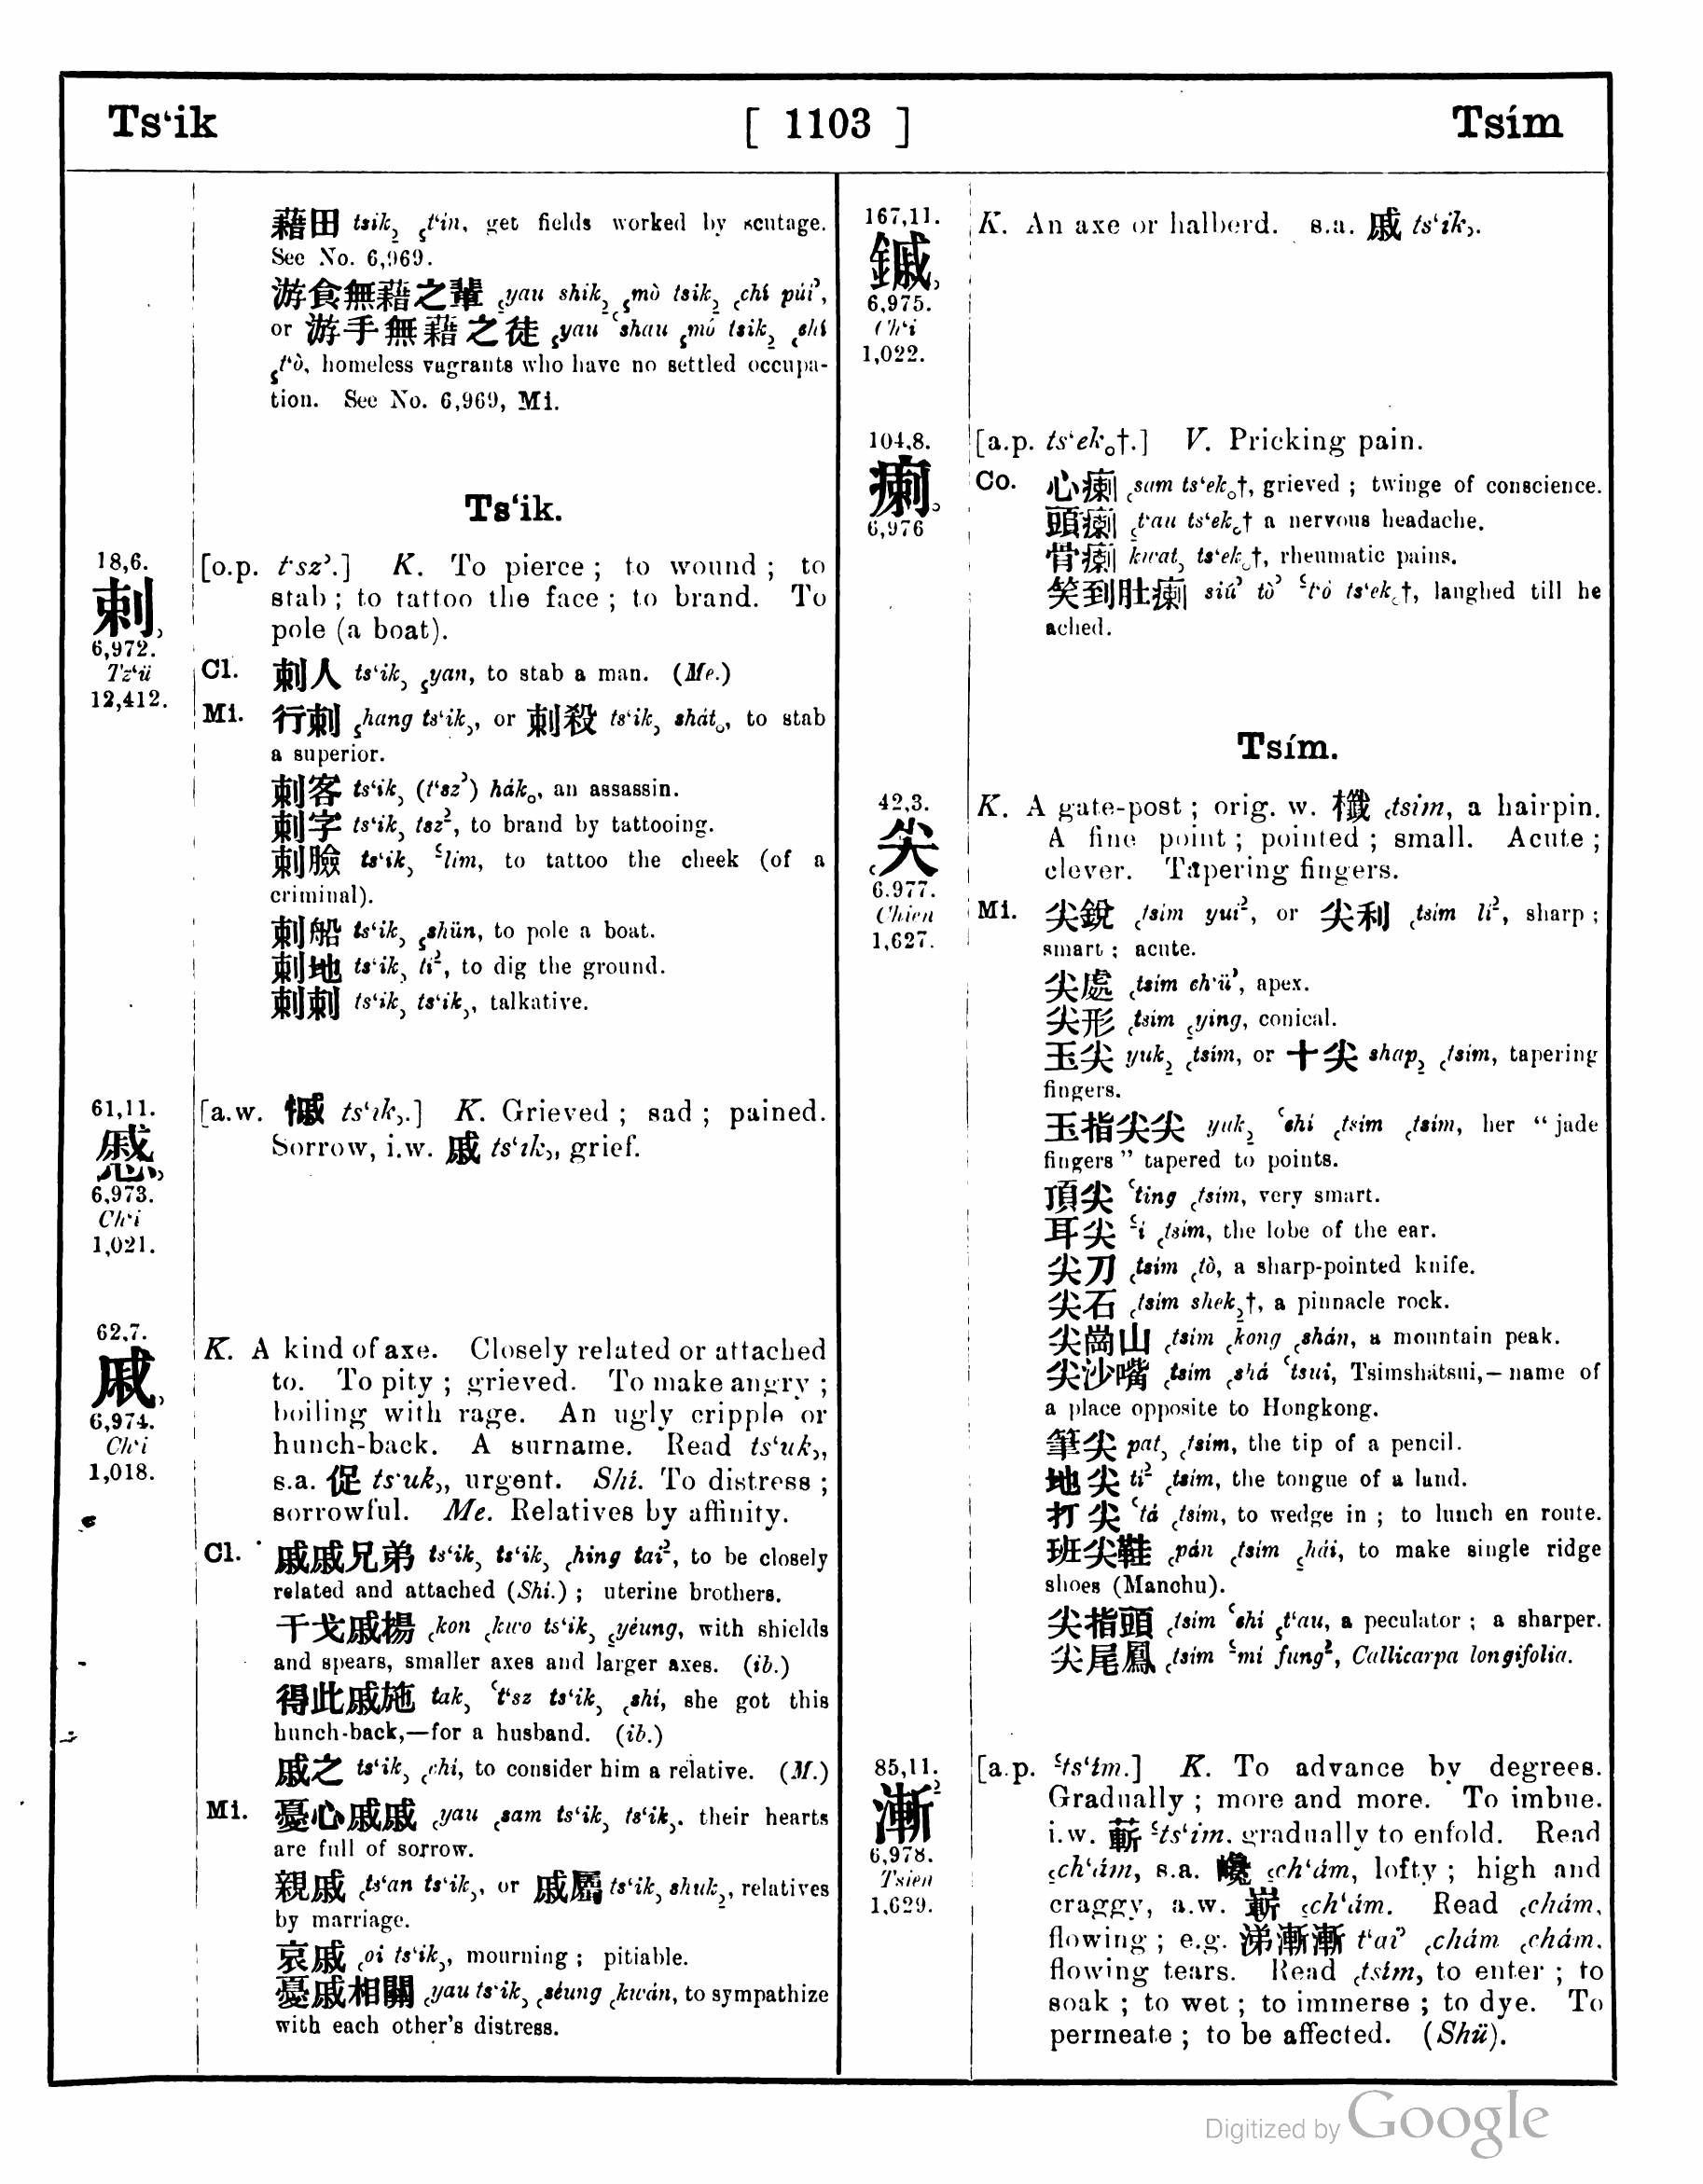 Ts‘ik [ 1103 ] Tsím
藉田 tsik꜇ ꜁t‘ín, get fields worked by scutage.
See No. 6,969.
游食無藉之輩 ꜁yau shik꜇ ꜁mò tsik꜇ ꜀chí púi꜄,
or 游手無藉之徒 ꜁yau ꜂shau ꜁mó tsik꜇ ꜀chí
꜁t‘ò, homeless vagrants who have no settled occupa-
tion. See No. 6,969, Mi.
Ts‘ik.
18,6.
刺꜆
6,972.
Tz‘ü
12,412.
[o.p. t‘sz꜄.] K. To pierce; to wound; to
stab; to tattoo the face; to brand. To
pole (a boat).
Cl. 刺人 ts‘ik꜆ ꜁yan, to stab a man. (Me.)
Mi. 行刺 ꜁hang ts‘ik꜆, or 刺殺 ts‘ik꜆ shát。, to stab
a superior.
刺客 ts‘ik꜆ (t‘sz꜄) hák。, an assassin.
刺字 ts‘ik꜆ tsz꜅, to brand by tattooing.
刺臉 ts‘ik꜆ ꜃lím, to tattoo the cheek (of a
criminal).
刺船 ts‘ik꜆ ꜁shün, to pole a boat.
刺地 ts‘ik꜆ tí꜅, to dig the ground.
刺刺 ts‘ik꜆ ts‘ik꜆, talkative.
61,11.
慼꜆
6,973.
Ch‘i
1,021.
[a.w. 慽 ts‘ik꜆.] K. Grieved; sad; pained.
Sorrow, i.w. 戚 ts‘ik꜆, grief.
62,7.
戚꜆
6,974.
Ch‘i
1,018.
K. A kind of axe. Closely related or attached
to. To pity; grieved. To make angry;
boiling with rage. An ugly cripple or
hunch-back. A surname. Read ts‘uk꜆,
s.a. 促 ts‘uk꜆, urgent. Shí. To distress;
sorrowful. Me. Relatives by affinity.
Cl. 戚戚兄弟 ts‘ik꜆ ts‘ik꜆ ꜀hing tai꜅, to be closely
related and attached (Shí.); uterine brothers.
干戈戚揚 ꜀kon ꜀kwo ts‘ik꜆ ꜁yéung, with shields
and spears, smaller axes and larger axes. (ib.)
得此戚施 tak꜆ ꜂t‘sz ts‘ik꜆ ꜀shí, she got this
hunch-back,—for a husband. (ib.)
戚之 ts‘ik꜆ ꜀chí, to consider him a relative. (M.)
Mi. 憂心戚戚 ꜀yau ꜀sam ts‘ik꜆ ts‘ik꜆. their hearts
are full of sorrow.
親戚 ꜀ts‘an ts‘ik꜆, or 戚屬 ts‘ik꜆ shuk꜇, relatives
by marriage.
哀戚 ꜀oi ts‘ik꜆, mourning; pitiable.
憂戚相關 ꜀yau ts‘ik꜆ ꜀séung ꜀kwán, to sympathize
with each other's distress.
167,11.
鏚꜆
6,975.
Ch‘i
1,022.
K. An axe or halberd. s.a. 戚 ts‘ik꜆.
104,8.
瘌꜆
6,976
[a.p. ts‘ek。†.] V. Pricking pain.
Co. 心瘌 ꜀sam ts‘ek。†, grieved; twinge of conscience.
頭瘌 ꜁t‘au ts‘ek。† a nervous headache.
骨瘌 kwat꜆ ts‘ek。†, rheumatic pains.
笑到肚瘌 siú꜄ tò꜄ ꜃t‘ò ts‘ek。†, laughed till he
ached.
Tsím.
42,3.
꜀尖
6.977.
Chien
1,627.
K. A gate-post; orig. w. 櫼 ꜀tsim, a hairpin.
A fine point; pointed; small. Acute;
clever. Tapering fingers.
Mi. 尖銳 ꜀tsim yui꜅, or 尖利 ꜀tsim lí꜅, sharp;
smart; acute.
尖處 ꜀tsim ch‘ü꜄, apex.
尖形 ꜀tsim ꜁ying, conical.
玉尖 yuk꜇ ꜀tsím, or 十尖 shap꜇ ꜀tsim, tapering
fingers.
玉指尖尖 yuk꜇ ꜂chí ꜀tsim ꜀tsim, her “jade
fingers” tapered to points.
頂尖 ꜂ting ꜀tsim, very smart.
耳尖 ꜃í ꜀tsim, the lobe of the ear.
尖刀 ꜀tsim ꜀tò, a sharp-pointed knife.
尖石 ꜀tsim shek꜇†, a pinnacle rock.
尖崗山 ꜀tsim ꜀kong ꜀shán, a mountain peak.
尖沙嘴 ꜀tsim ꜀shá ꜂tsui, Tsimshátsui,—name of
a place opposite to Hongkong.
筆尖 pat꜆ ꜀tsim, the tip of a pencil.
地尖 tí꜅ ꜀tsim, the tongue of a land.
打尖 ꜂tá ꜀tsim, to wedge in; to lunch en route.
班尖鞋 ꜀pán ꜀tsim ꜁hái, to make single ridge
shoes (Manchu).
尖指頭 ꜀tsim ꜂chí ꜁t‘au, a peculator; a sharper.
尖尾鳳 ꜀tsim ꜃mí fung꜅, Callicarpa longifolia.
85,11.
漸꜅
6,978.
Tsien
1,629.
[a.p. ꜃ts‘ím.] K. To advance by degrees.
Gradually; more and more. To imbue.
i.w. 蔪 ꜃ts‘im. gradually to enfold. Read
꜁ch‘ám, s.a. 巉 ꜁ch‘ám, lofty; high and
craggy, a.w. 嶄 ꜁ch‘ám. Read ꜀chám,
flowing; e.g. 涕漸漸 t‘ai꜄ ꜀chám ꜀chám.
flowing tears. Read ꜀tsím, to enter; to
soak; to wet; to immerse; to dye. To
permeate; to be affected. (Shü).
Digitized by Google